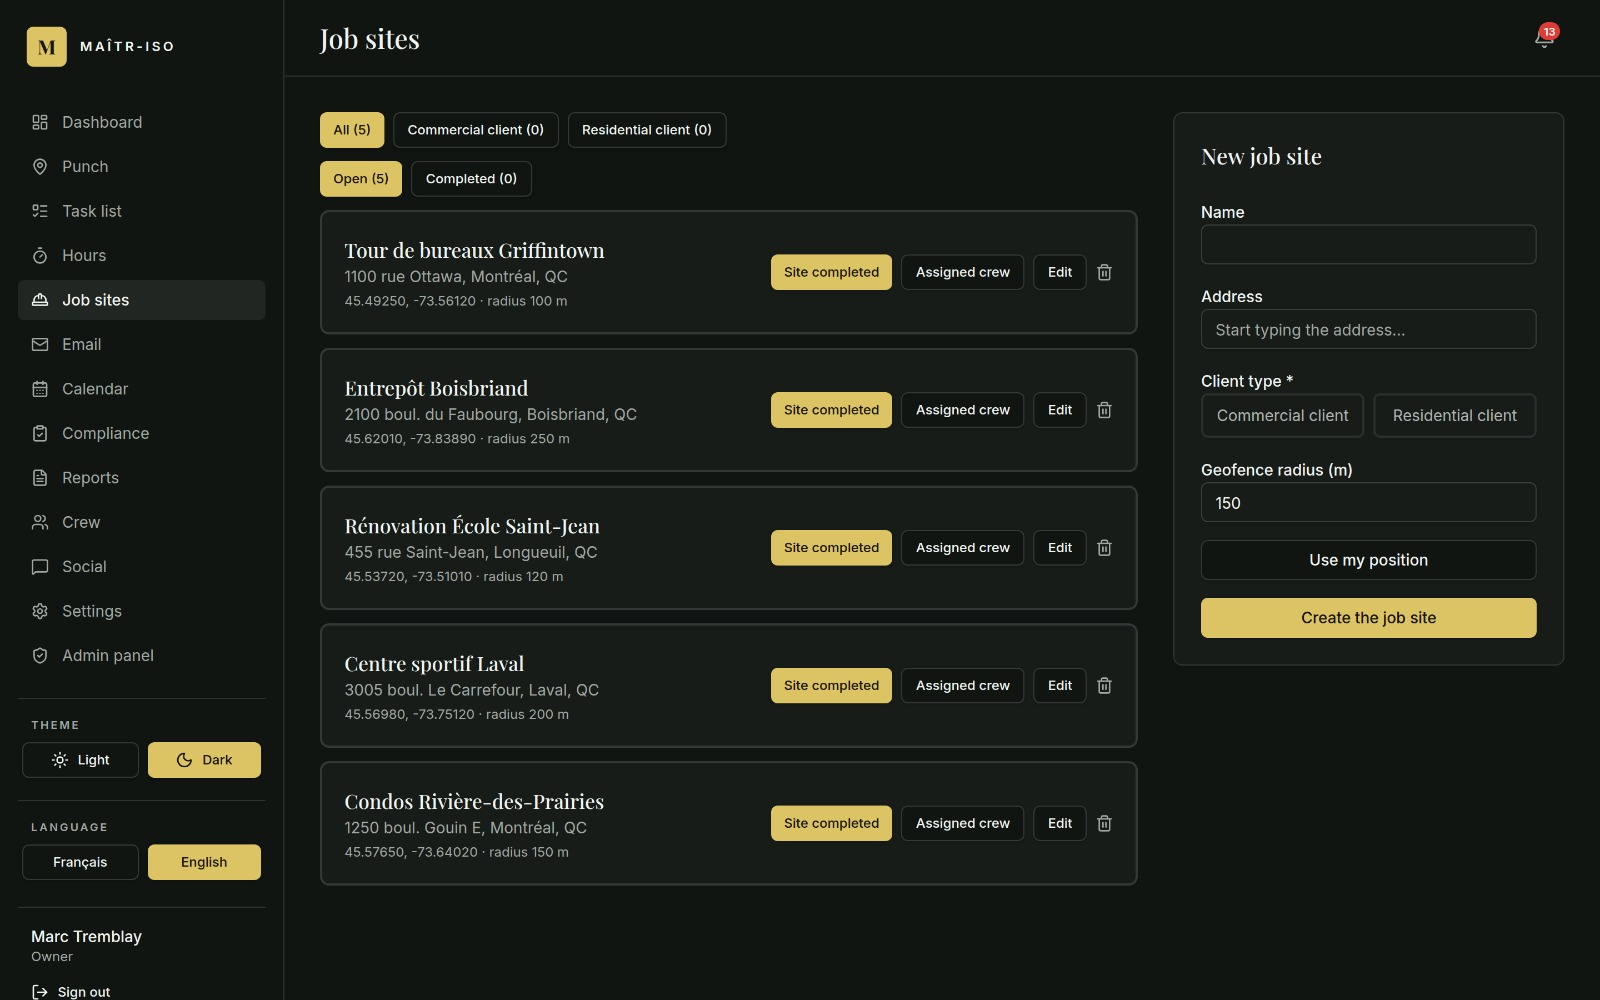 M MAÎTR-ISO
Dashboard
Punch
Task list
Hours
Job sites
Email
Calendar
Compliance
Reports
Crew
Social
Settings
Admin panel
THEME
Light Dark
LANGUAGE
Français English
Marc Tremblay
Owner
Sign out
Job sites
13
All (5) Commercial client (0) Residential client (0)
Open (5) Completed (0)
Tour de bureaux Griffintown
1100 rue Ottawa, Montréal, QC
45.49250, -73.56120 · radius 100 m
Site completed Assigned crew Edit
Entrepôt Boisbriand
2100 boul. du Faubourg, Boisbriand, QC
45.62010, -73.83890 · radius 250 m
Site completed Assigned crew Edit
Rénovation École Saint-Jean
455 rue Saint-Jean, Longueuil, QC
45.53720, -73.51010 · radius 120 m
Site completed Assigned crew Edit
Centre sportif Laval
3005 boul. Le Carrefour, Laval, QC
45.56980, -73.75120 · radius 200 m
Site completed Assigned crew Edit
Condos Rivière-des-Prairies
1250 boul. Gouin E, Montréal, QC
45.57650, -73.64020 · radius 150 m
Site completed Assigned crew Edit
New job site
Name
Address
Start typing the address...
Client type *
Commercial client Residential client
Geofence radius (m)
150
Use my position
Create the job site